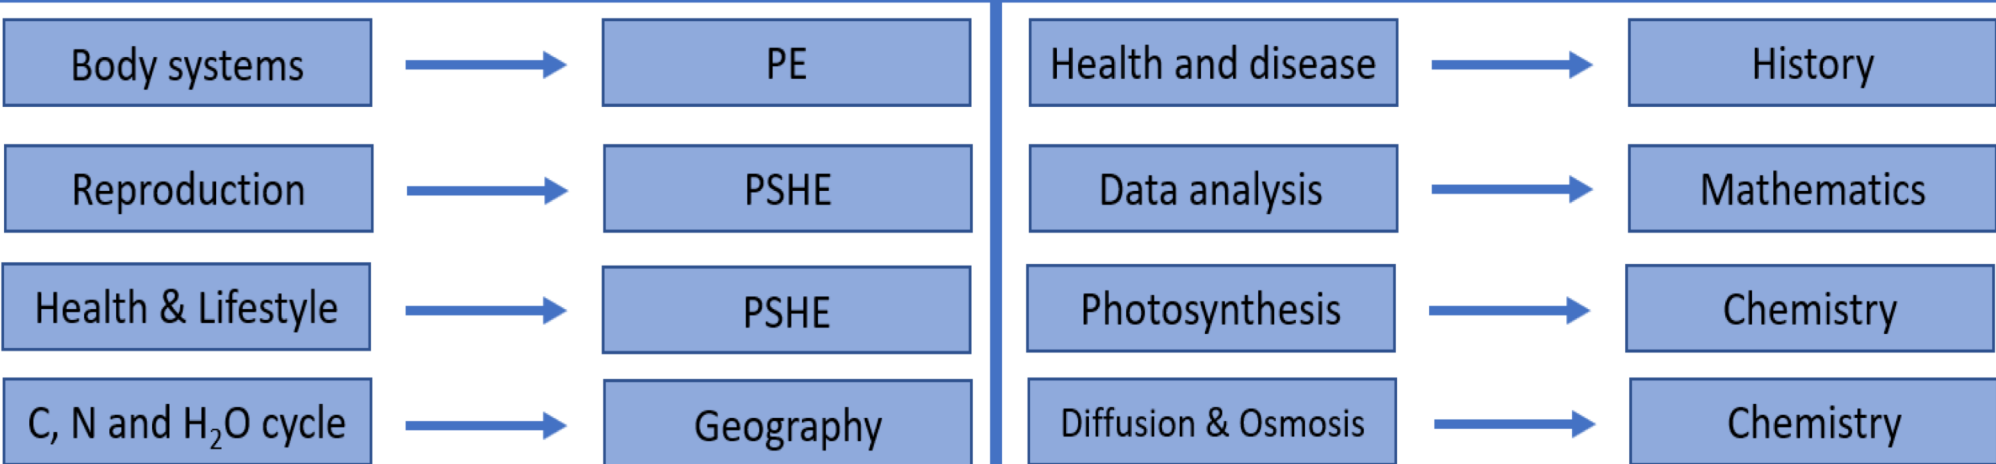 Body systems
PE
Reproduction
PSHE
Health & Lifestyle
PSHE
C, N and H₂O cycle
Geography
Health and disease
History
Data analysis
Mathematics
Photosynthesis
Chemistry
Diffusion & Osmosis
Chemistry